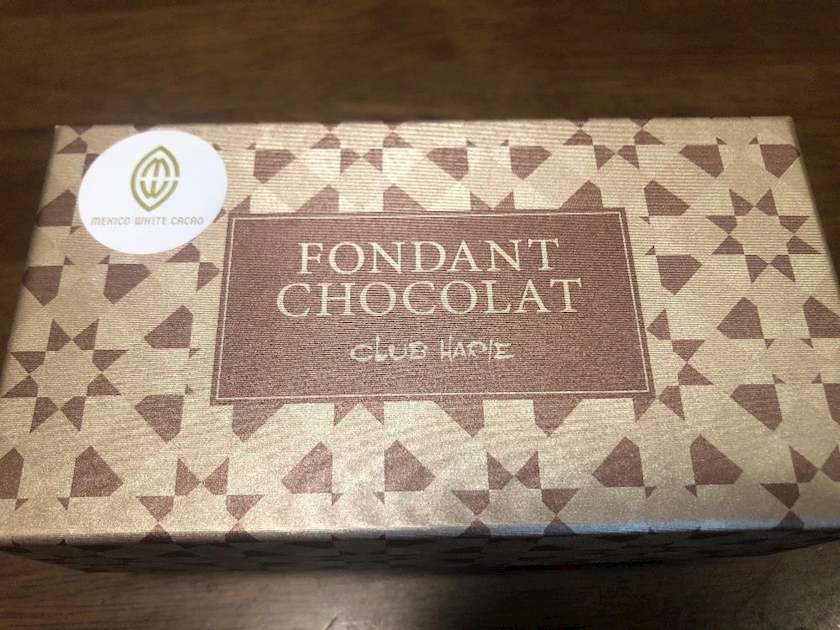 MEXICO WHITE CACAO
FONDANT
CHOCOLAT
CLUB HARIE